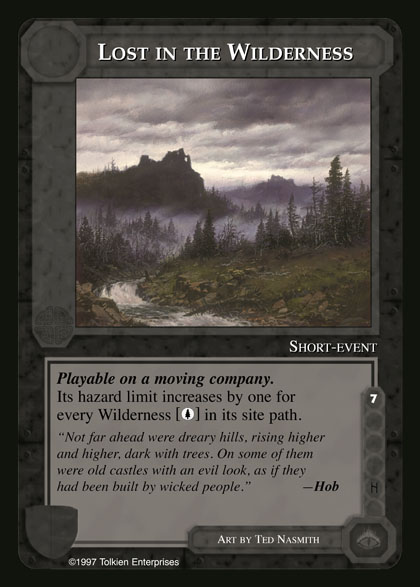 LOST IN THE WILDERNESS
SHORT-EVENT
Playable on a moving company.
Its hazard limit increases by one for
every Wilderness [] in its site path.
7
“Not far ahead were dreary hills, rising higher
and higher, dark with trees. On some of them
were old castles with an evil look, as if they
had been built by wicked people.” —Hob
H
ART BY TED NASMITH
©1997 Tolkien Enterprises